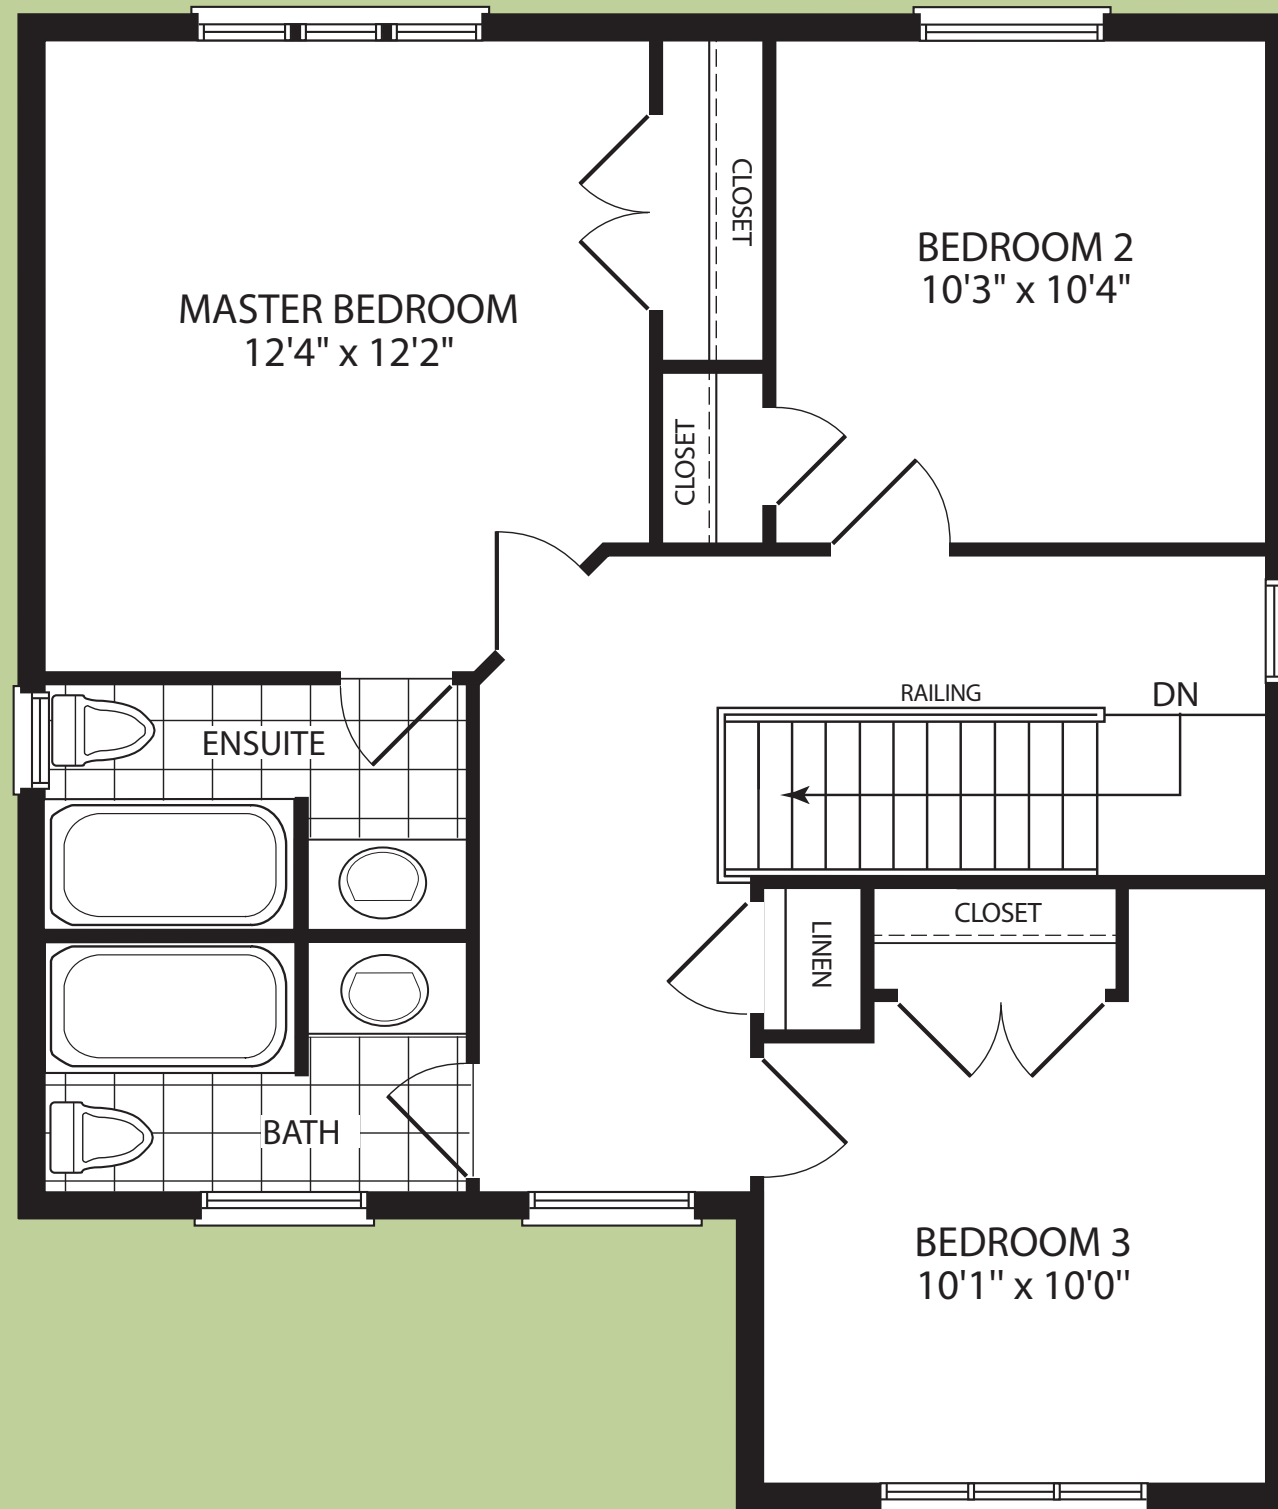 MASTER BEDROOM
12'4" x 12'2"
CLOSET
BEDROOM 2
10'3" x 10'4"
CLOSET
ENSUITE
RAILING
DN
LINEN
CLOSET
BATH
BEDROOM 3
10'1'' x 10'0''